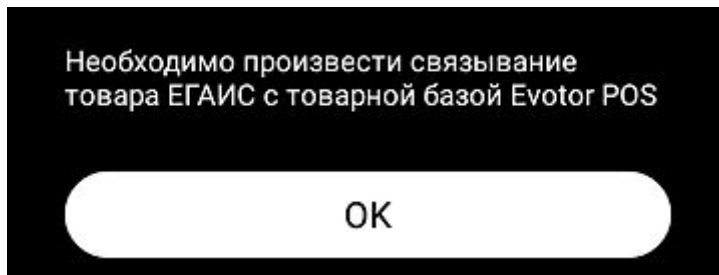 Необходимо произвести связывание
товара ЕГАИС с товарной базой Evotor POS
OK